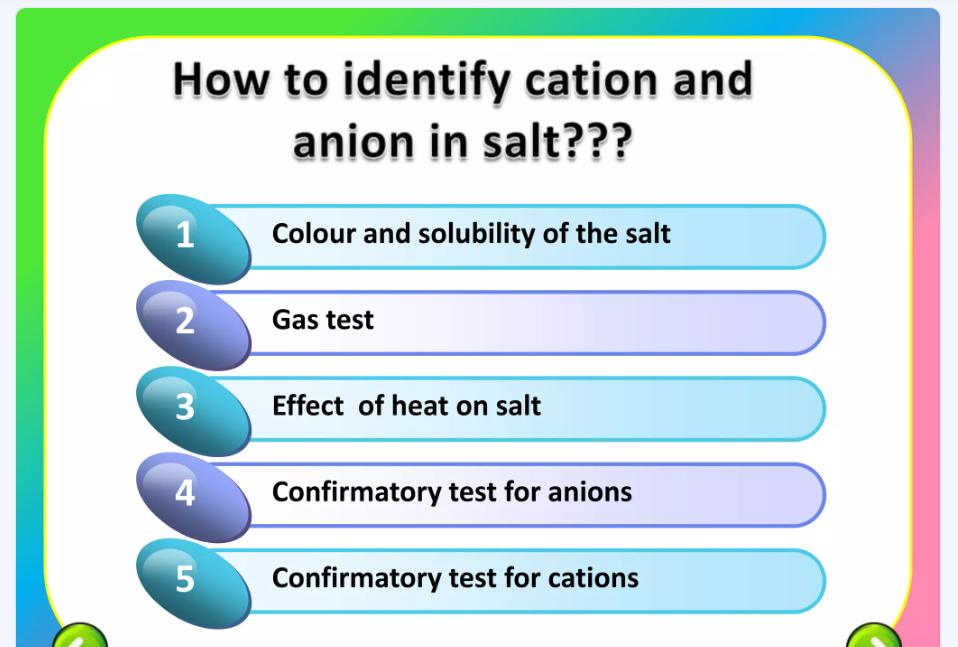 How to identify cation and
anion in salt???
1 Colour and solubility of the salt
2 Gas test
3 Effect of heat on salt
4 Confirmatory test for anions
5 Confirmatory test for cations